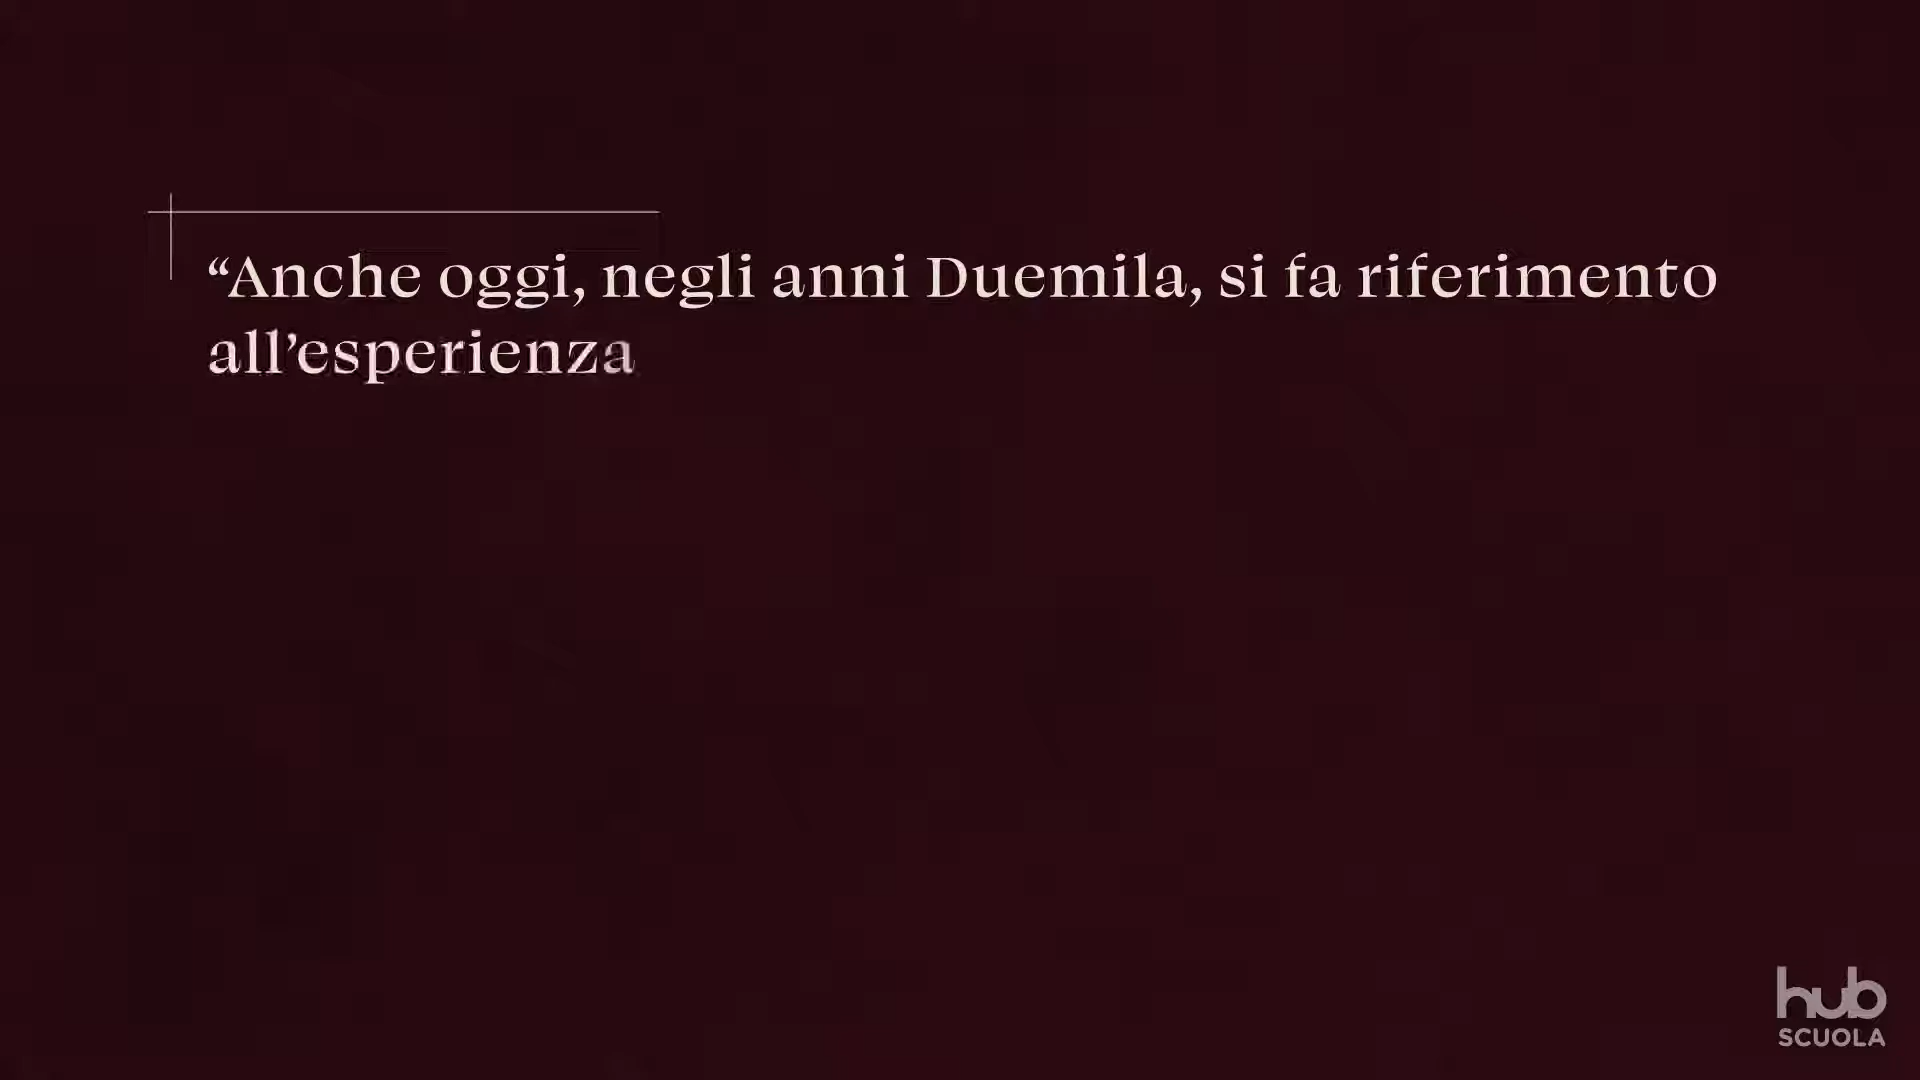 “Anche oggi, negli anni Duemila, si fa riferimento
all’esperienza
hub
SCUOLA